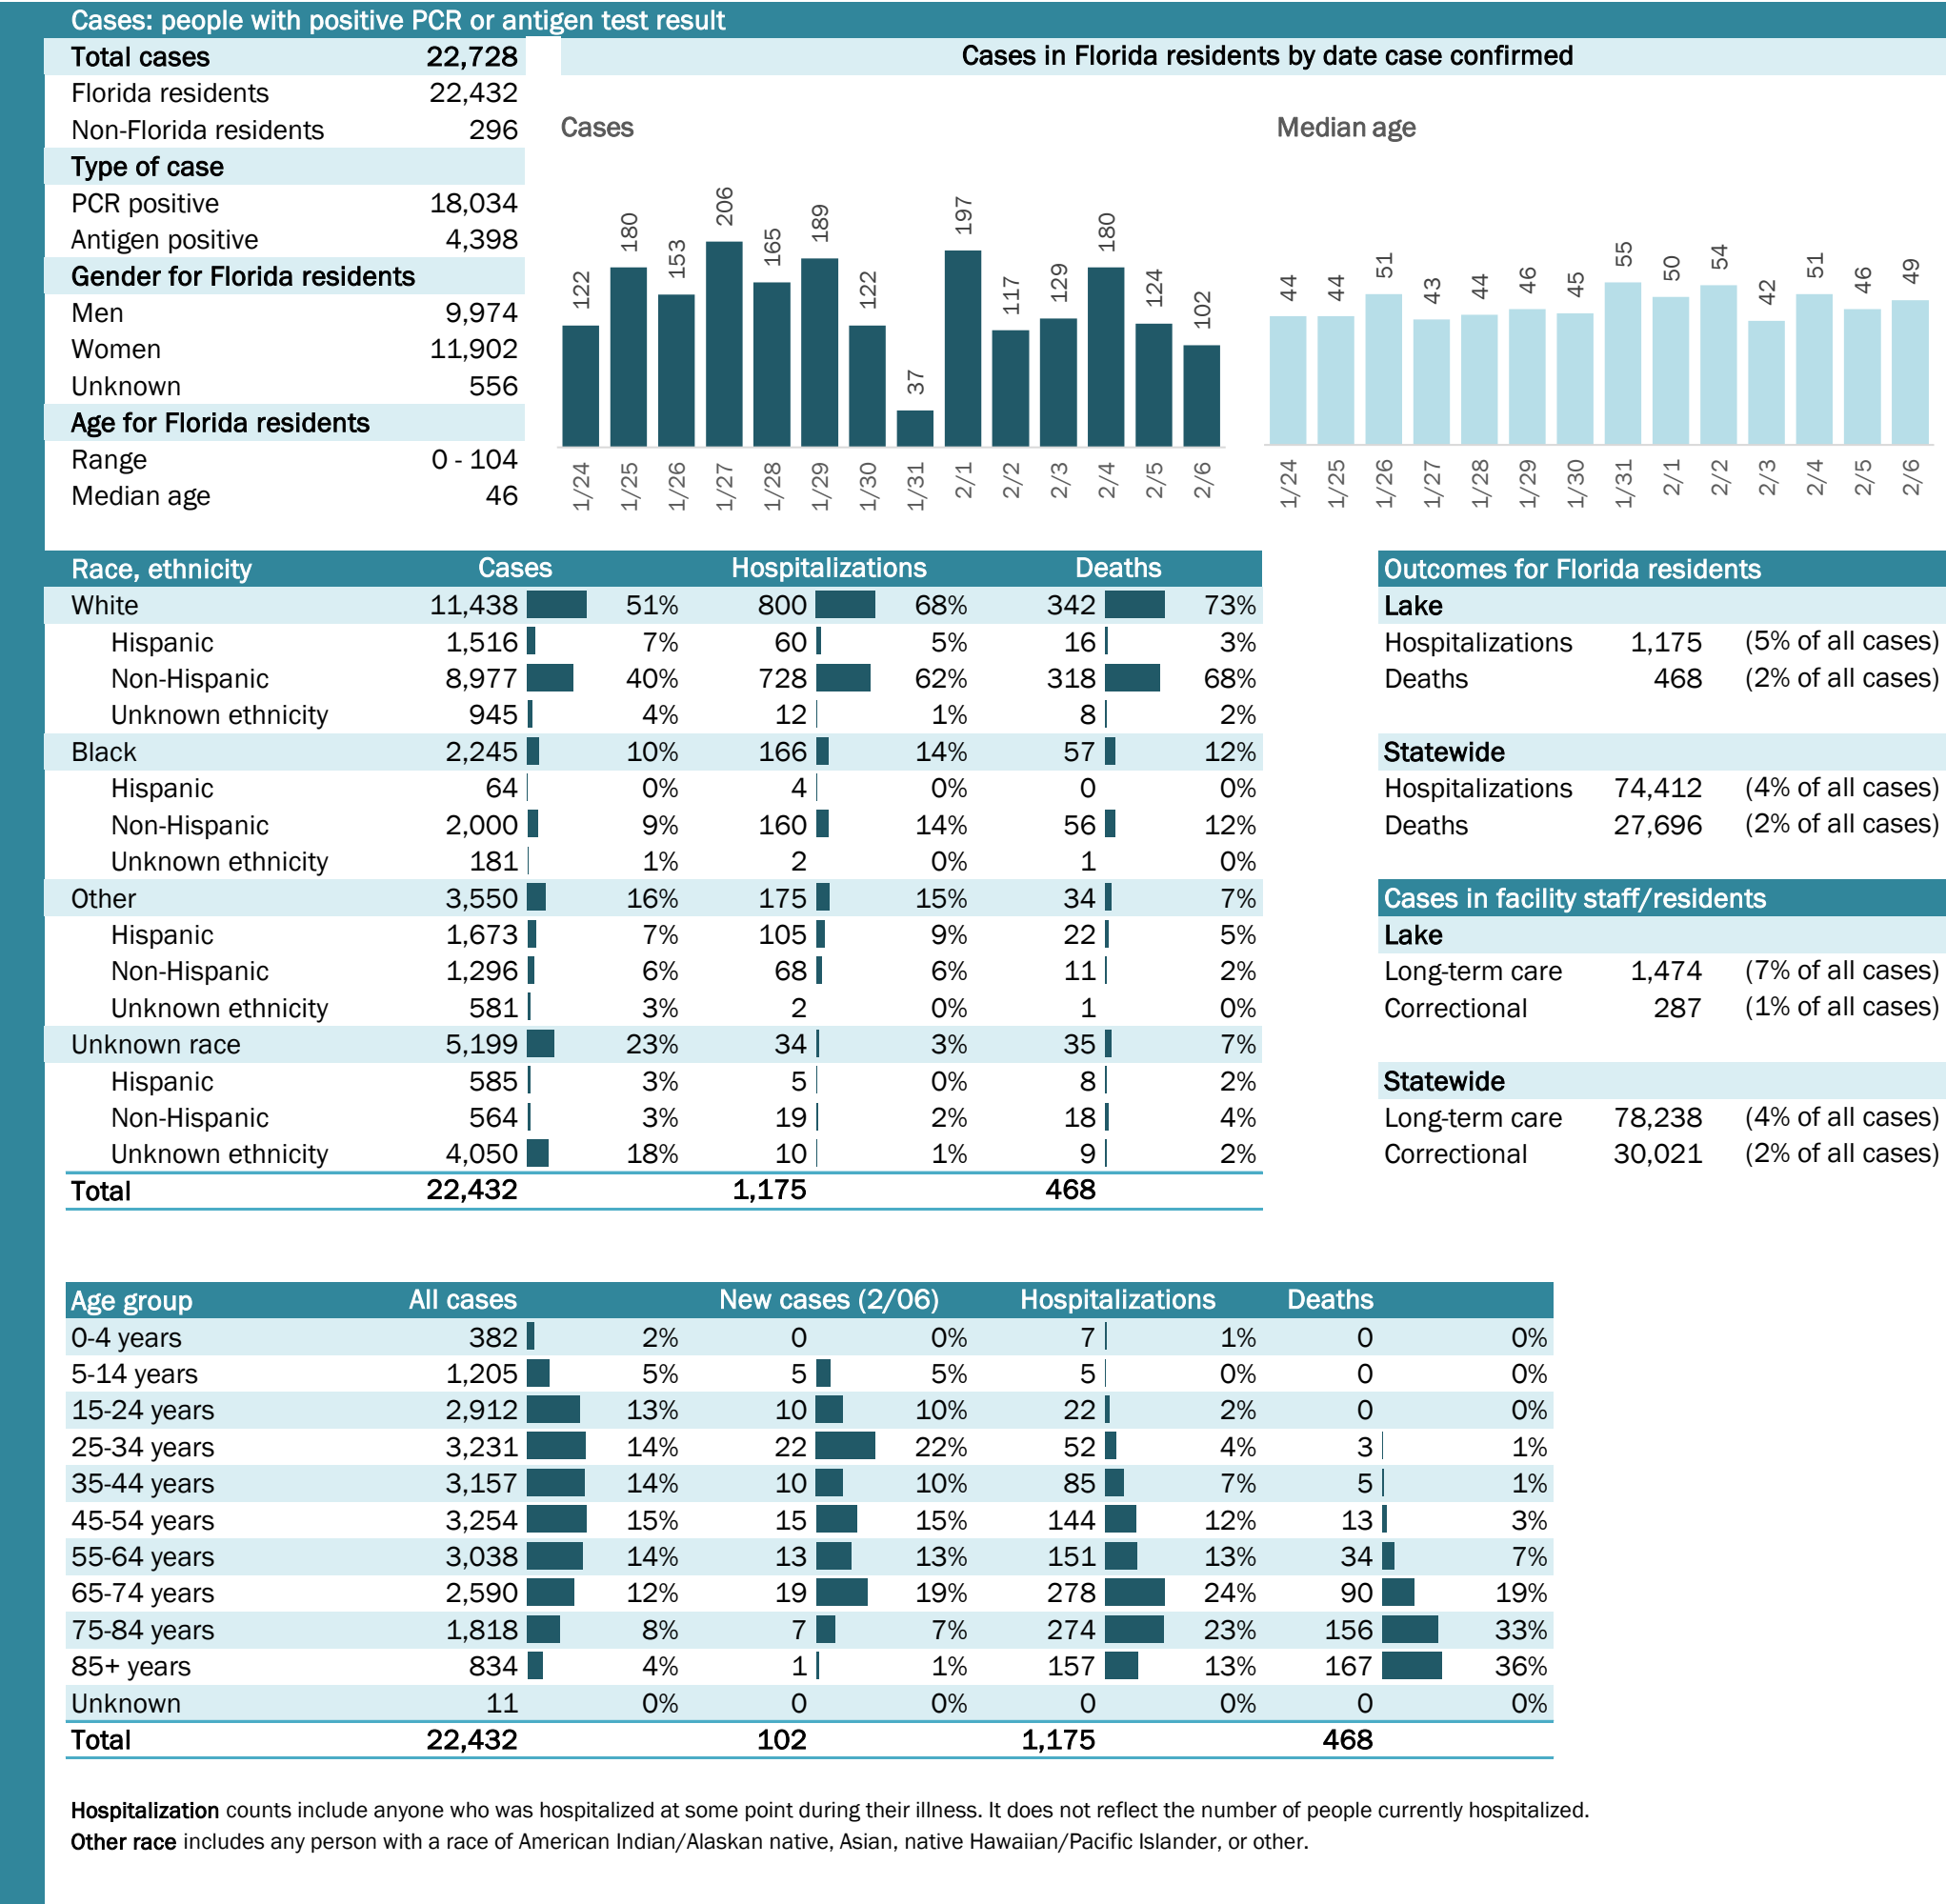 Cases: people with positive PCR or antigen test result
Total cases 22,728
Florida residents 22,432
Non-Florida residents 296
Type of case
PCR positive 18,034
Antigen positive 4,398
Gender for Florida residents
Men 9,974
Women 11,902
Unknown 556
Age for Florida residents
Range 0 - 104
Median age 46
Cases in Florida residents by date case confirmed
Cases
122 180 153 206 165 189 122 37 197 117 129 180 124 102
1/24 1/25 1/26 1/27 1/28 1/29 1/30 1/31 2/1 2/2 2/3 2/4 2/5 2/6
Median age
44 44 51 43 44 46 45 55 50 54 42 51 46 49
1/24 1/25 1/26 1/27 1/28 1/29 1/30 1/31 2/1 2/2 2/3 2/4 2/5 2/6
Race, ethnicity Cases Hospitalizations Deaths
White 11,438 51% 800 68% 342 73%
Hispanic 1,516 7% 60 5% 16 3%
Non-Hispanic 8,977 40% 728 62% 318 68%
Unknown ethnicity 945 4% 12 1% 8 2%
Black 2,245 10% 166 14% 57 12%
Hispanic 64 0% 4 0% 0 0%
Non-Hispanic 2,000 9% 160 14% 56 12%
Unknown ethnicity 181 1% 2 0% 1 0%
Other 3,550 16% 175 15% 34 7%
Hispanic 1,673 7% 105 9% 22 5%
Non-Hispanic 1,296 6% 68 6% 11 2%
Unknown ethnicity 581 3% 2 0% 1 0%
Unknown race 5,199 23% 34 3% 35 7%
Hispanic 585 3% 5 0% 8 2%
Non-Hispanic 564 3% 19 2% 18 4%
Unknown ethnicity 4,050 18% 10 1% 9 2%
Total 22,432 1,175 468
Outcomes for Florida residents
Lake
Hospitalizations 1,175 (5% of all cases)
Deaths 468 (2% of all cases)
Statewide
Hospitalizations 74,412 (4% of all cases)
Deaths 27,696 (2% of all cases)
Cases in facility staff/residents
Lake
Long-term care 1,474 (7% of all cases)
Correctional 287 (1% of all cases)
Statewide
Long-term care 78,238 (4% of all cases)
Correctional 30,021 (2% of all cases)
Age group All cases New cases (2/06) Hospitalizations Deaths
0-4 years 382 2% 0 0% 7 1% 0 0%
5-14 years 1,205 5% 5 5% 5 0% 0 0%
15-24 years 2,912 13% 10 10% 22 2% 0 0%
25-34 years 3,231 14% 22 22% 52 4% 3 1%
35-44 years 3,157 14% 10 10% 85 7% 5 1%
45-54 years 3,254 15% 15 15% 144 12% 13 3%
55-64 years 3,038 14% 13 13% 151 13% 34 7%
65-74 years 2,590 12% 19 19% 278 24% 90 19%
75-84 years 1,818 8% 7 7% 274 23% 156 33%
85+ years 834 4% 1 1% 157 13% 167 36%
Unknown 11 0% 0 0% 0 0% 0 0%
Total 22,432 102 1,175 468
Hospitalization counts include anyone who was hospitalized at some point during their illness. It does not reflect the number of people currently hospitalized.
Other race includes any person with a race of American Indian/Alaskan native, Asian, native Hawaiian/Pacific Islander, or other.